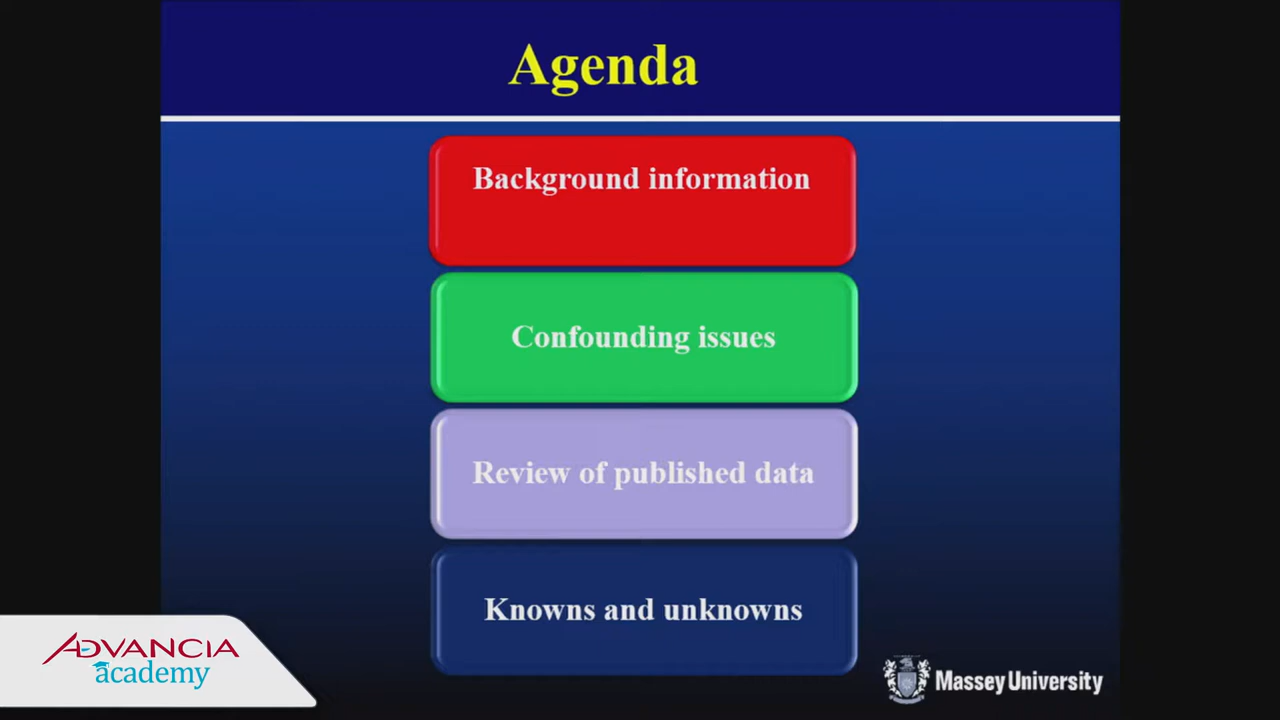 Agenda
Background information
Confounding issues
Review of published data
Knowns and unknowns
ADVANCIA
academy
Massey University